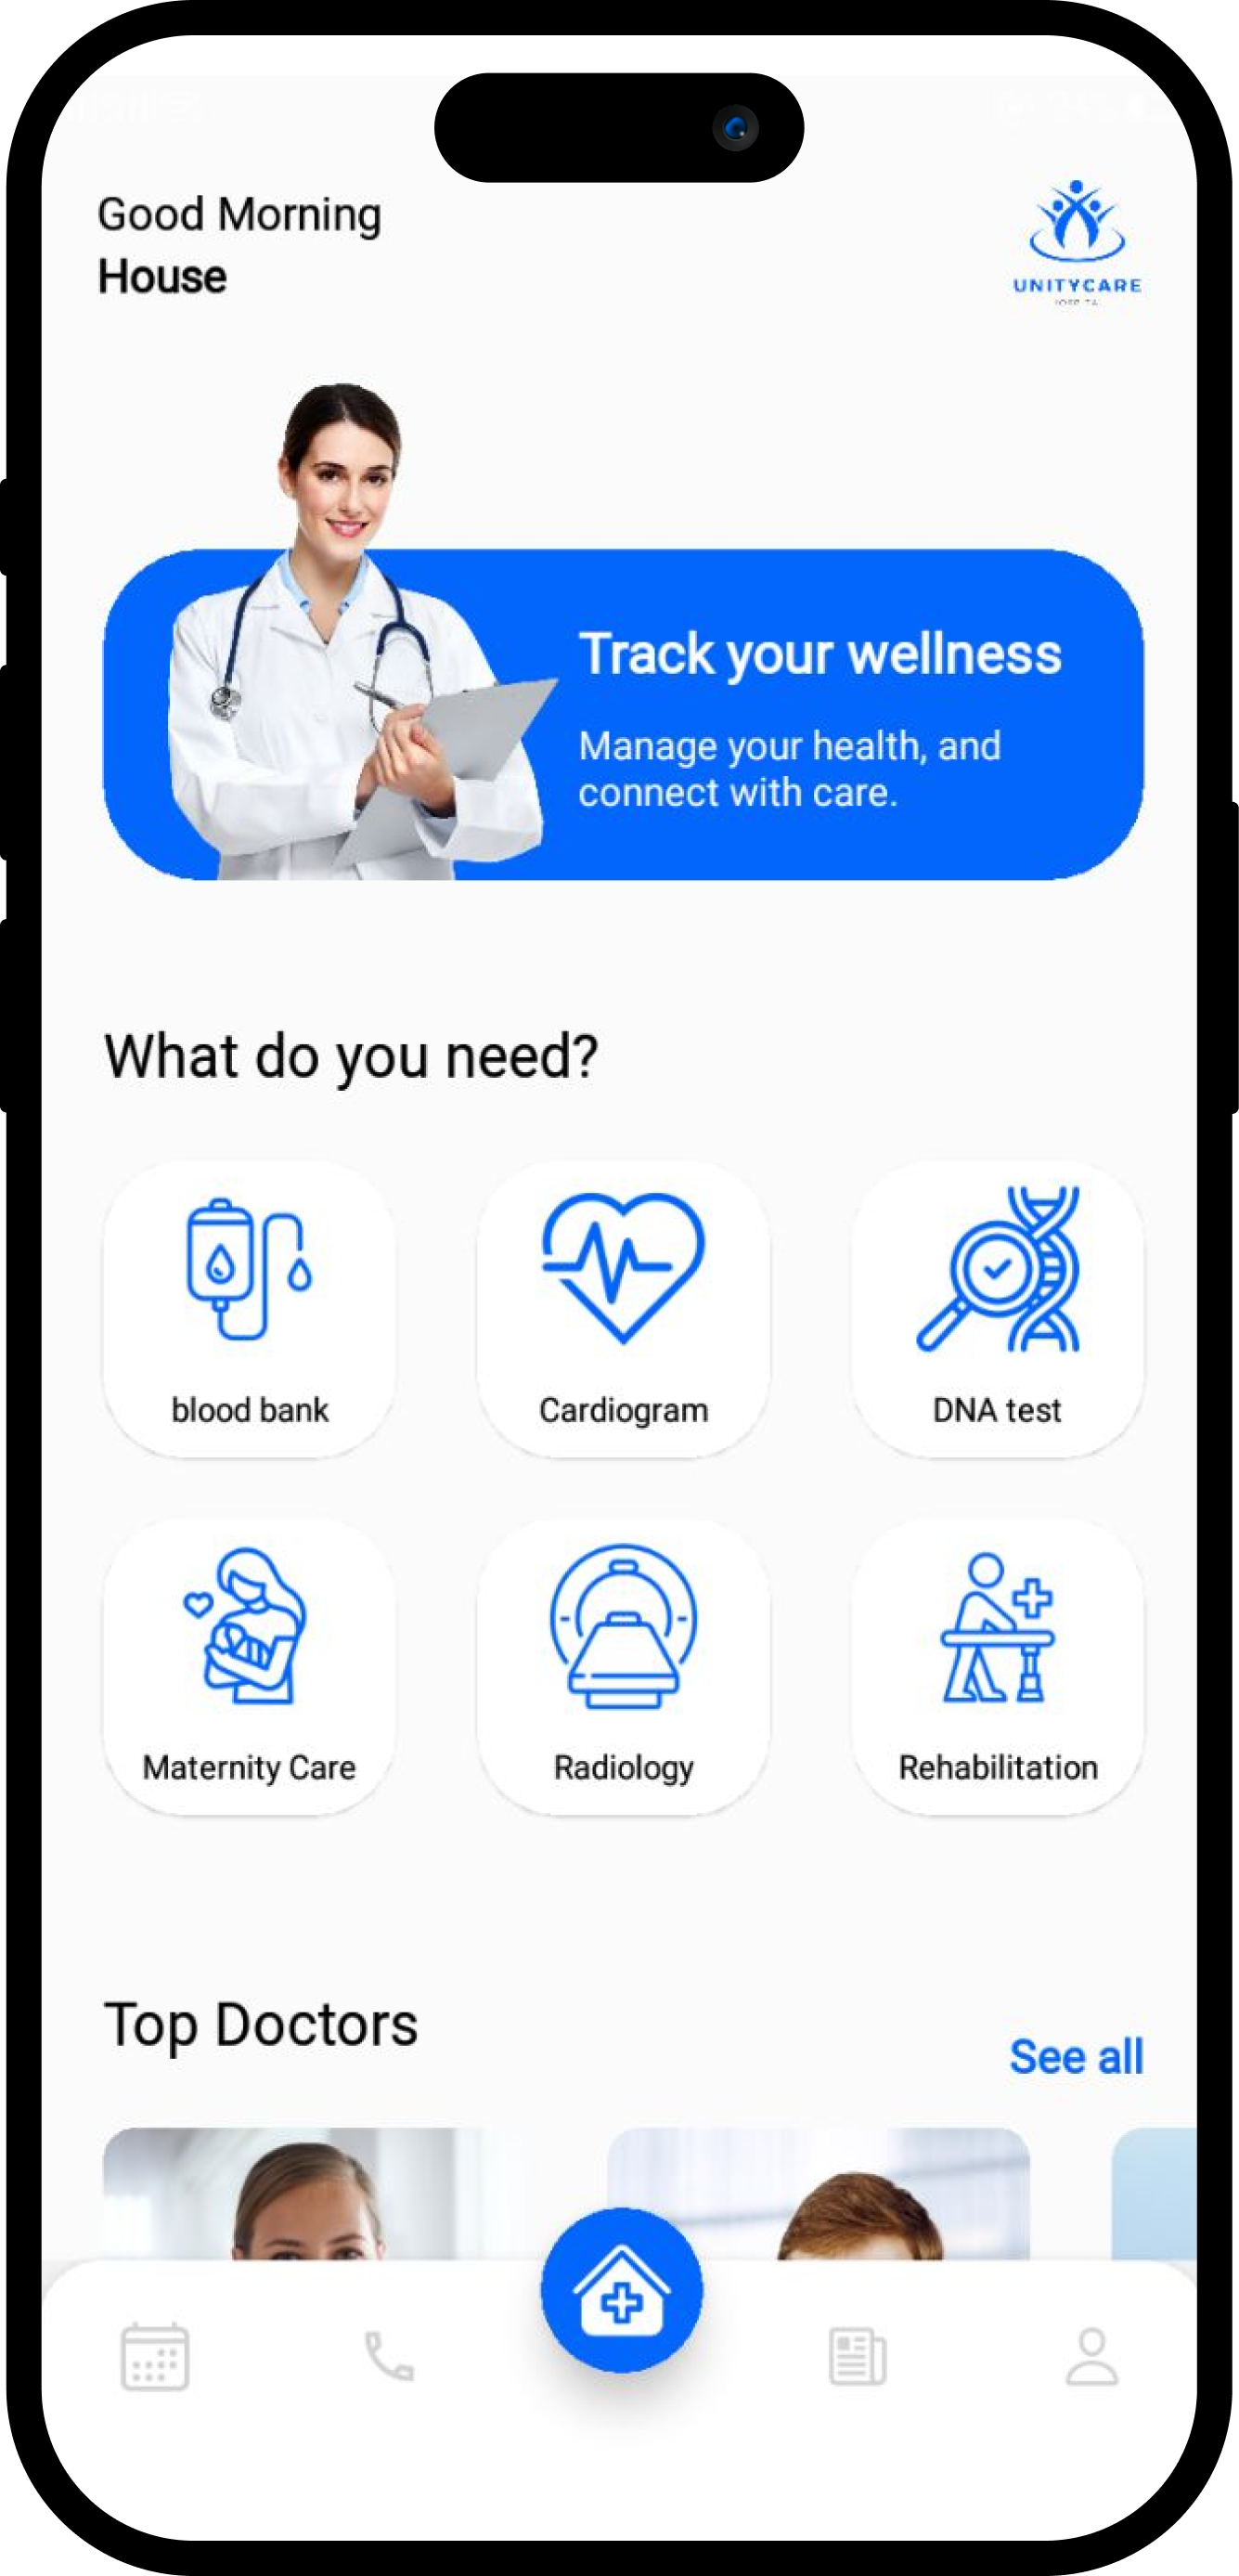 Good Morning
House
UNITYCARE
Track your wellness
Manage your health, and
connect with care.
What do you need?
blood bank
Cardiogram
DNA test
Maternity Care
Radiology
Rehabilitation
Top Doctors
See all